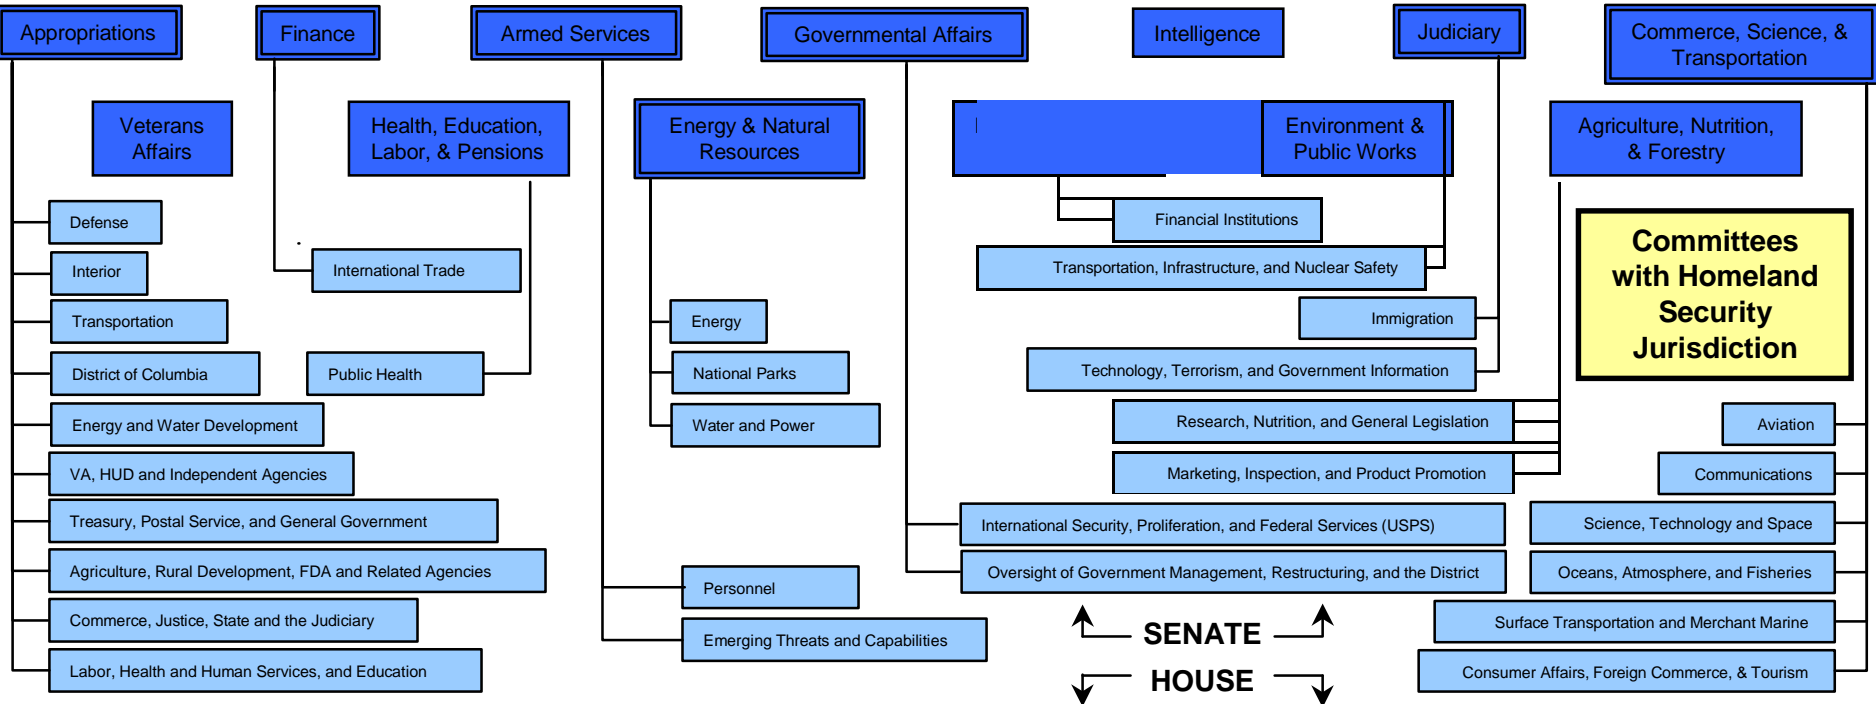 Appropriations
Finance
Armed Services
Governmental Affairs
Intelligence
Judiciary
Commerce, Science, &
Transportation
Veterans
Affairs
Health, Education,
Labor, & Pensions
Energy & Natural
Resources
Environment &
Public Works
Agriculture, Nutrition,
& Forestry
Defense
Interior
Transportation
District of Columbia
Energy and Water Development
VA, HUD and Independent Agencies
Treasury, Postal Service, and General Government
Agriculture, Rural Development, FDA and Related Agencies
Commerce, Justice, State and the Judiciary
Labor, Health and Human Services, and Education
International Trade
Public Health
Energy
National Parks
Water and Power
Personnel
Emerging Threats and Capabilities
Financial Institutions
Transportation, Infrastructure, and Nuclear Safety
Immigration
Technology, Terrorism, and Government Information
Research, Nutrition, and General Legislation
Marketing, Inspection, and Product Promotion
International Security, Proliferation, and Federal Services (USPS)
Oversight of Government Management, Restructuring, and the District
Committees
with Homeland
Security
Jurisdiction
Aviation
Communications
Science, Technology and Space
Oceans, Atmosphere, and Fisheries
Surface Transportation and Merchant Marine
Consumer Affairs, Foreign Commerce, & Tourism
SENATE
HOUSE